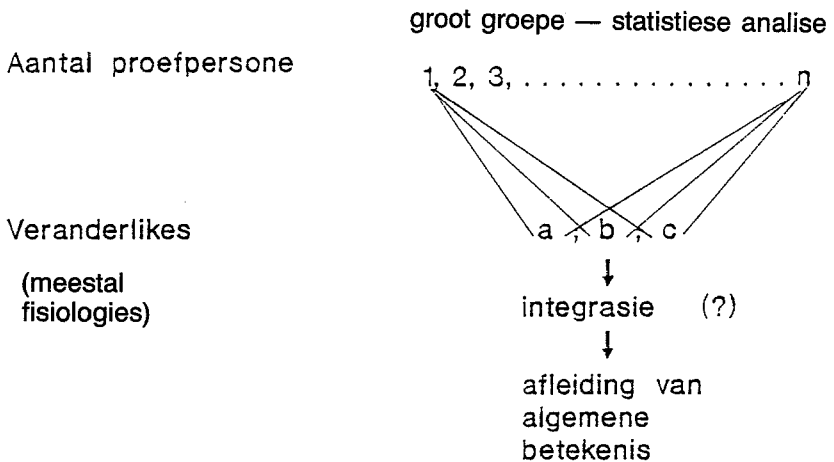 groot groepe — statistiese analise
Aantal proefpersone
1, 2, 3, . . . . . . . . . . . . . . . . n
Veranderlikes
a , b , c
(meestal
fisiologies)
integrasie (?)
afleiding van
algemene
betekenis